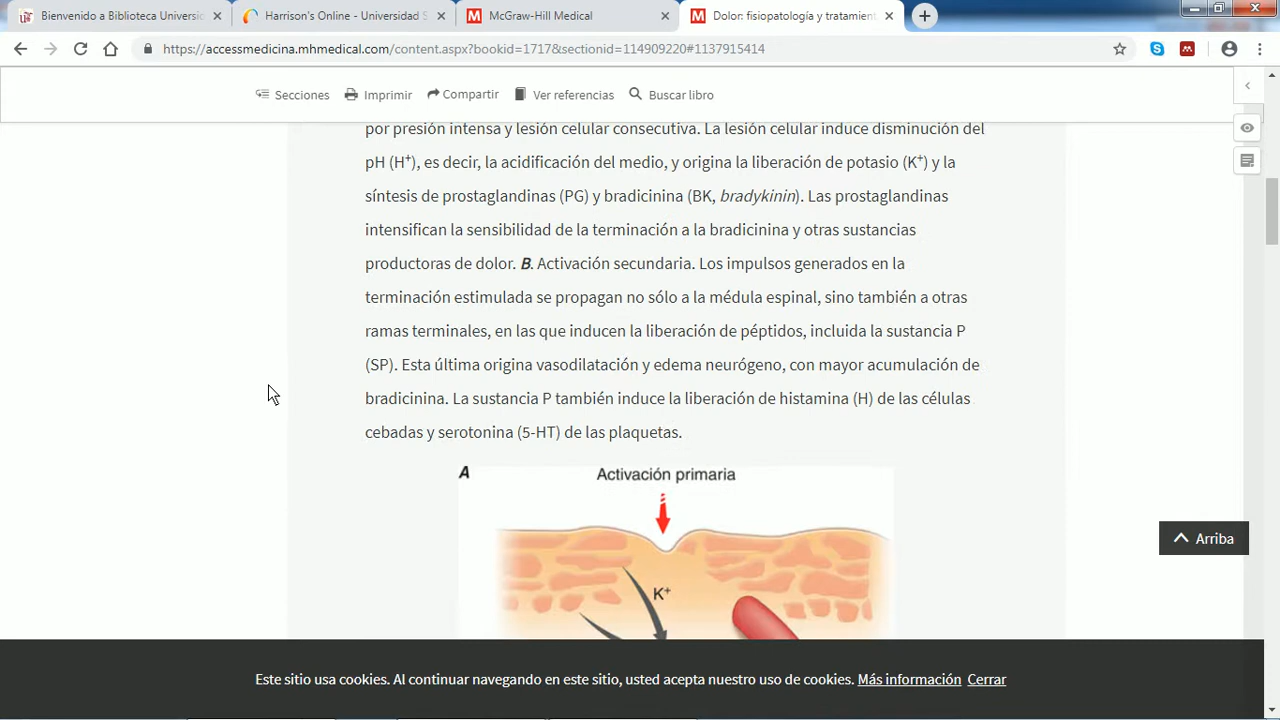 Bienvenido a Biblioteca Universi
Harrison's Online - Universidad S
McGraw-Hill Medical
Dolor: fisiopatología y tratamient
https://accessmedicina.mhmedical.com/content.aspx?bookid=1717&sectionid=114909220#1137915414
Secciones Imprimir Compartir Ver referencias Buscar libro
por presión intensa y lesión celular consecutiva. La lesión celular induce disminución del
pH (H⁺), es decir, la acidificación del medio, y origina la liberación de potasio (K⁺) y la
síntesis de prostaglandinas (PG) y bradicinina (BK, bradykinin). Las prostaglandinas
intensifican la sensibilidad de la terminación a la bradicinina y otras sustancias
productoras de dolor. B. Activación secundaria. Los impulsos generados en la
terminación estimulada se propagan no sólo a la médula espinal, sino también a otras
ramas terminales, en las que inducen la liberación de péptidos, incluida la sustancia P
(SP). Esta última origina vasodilatación y edema neurógeno, con mayor acumulación de
bradicinina. La sustancia P también induce la liberación de histamina (H) de las células
cebadas y serotonina (5-HT) de las plaquetas.
A
Activación primaria
K⁺
Arriba
Este sitio usa cookies. Al continuar navegando en este sitio, usted acepta nuestro uso de cookies. Más información Cerrar